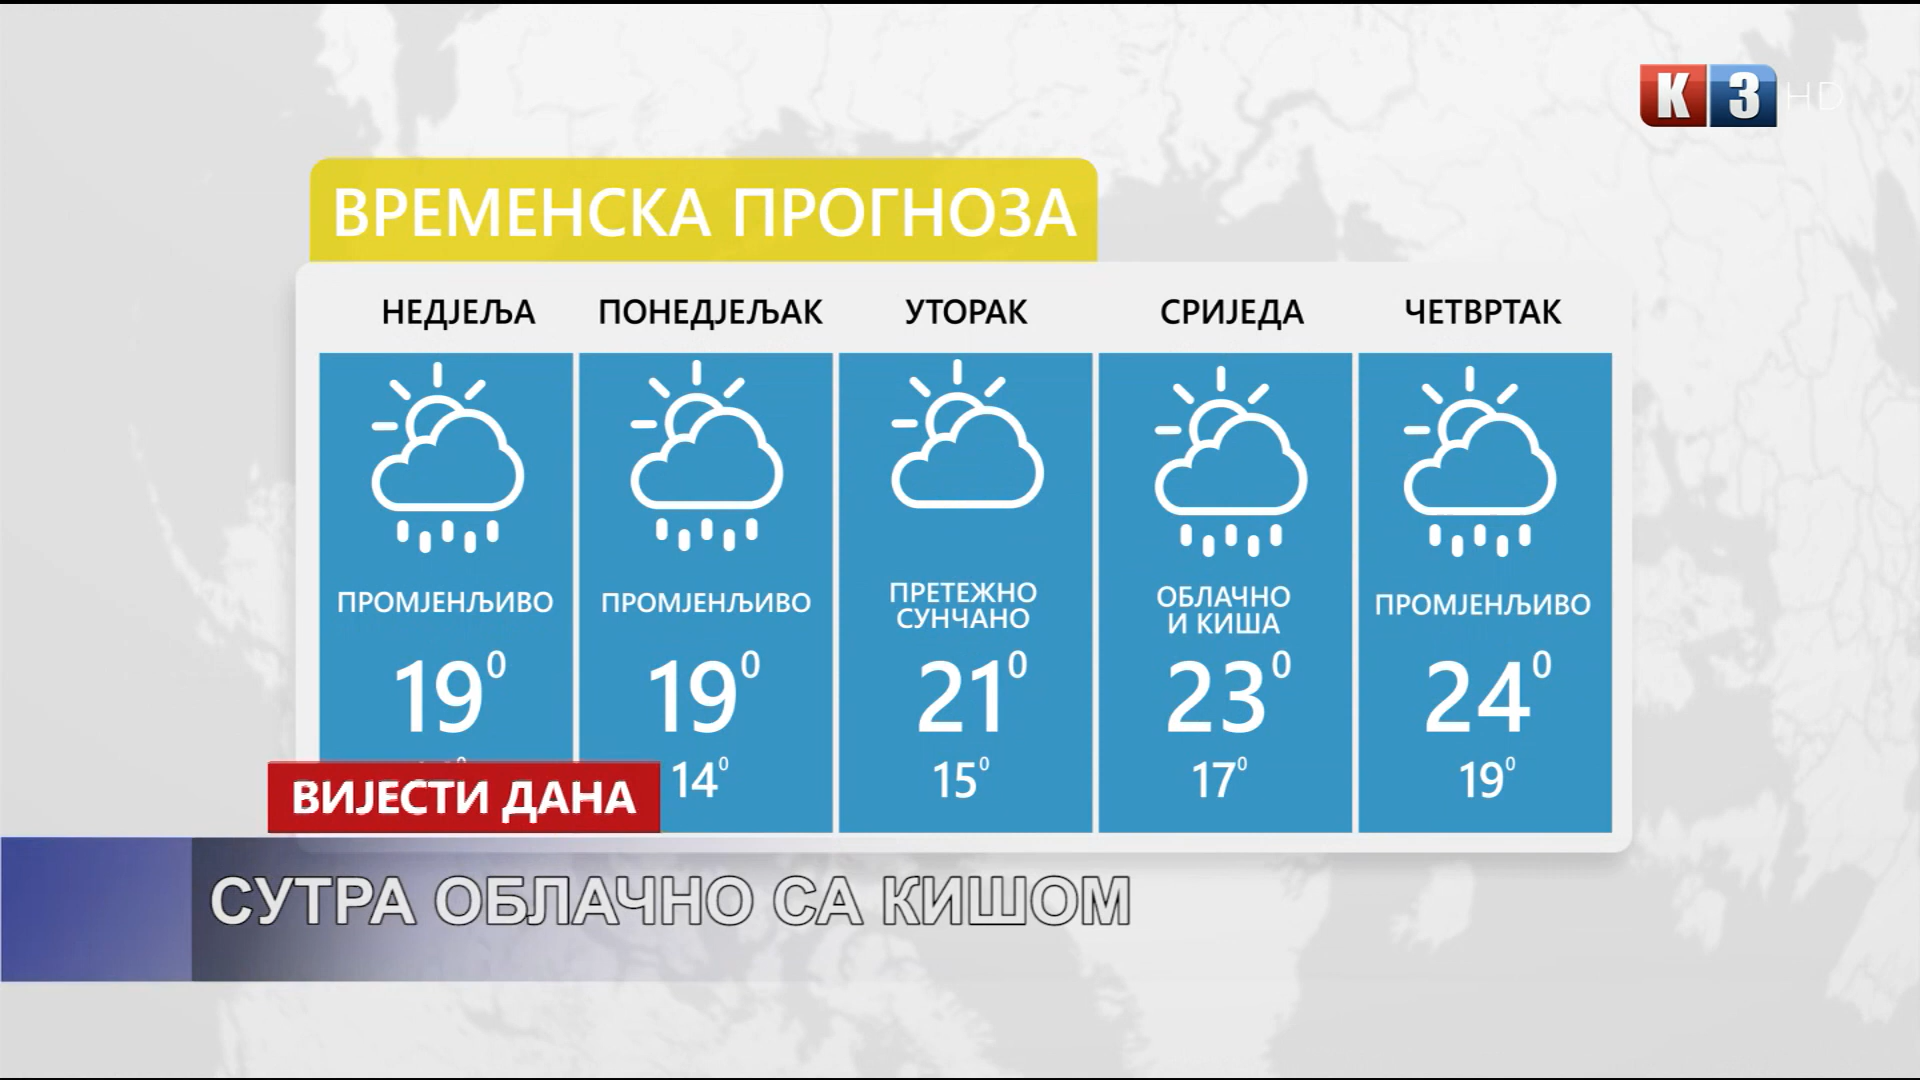 К3 HD
ВРЕМЕНСКА ПРОГНОЗА
НЕДЈЕЉА ПОНЕДЈЕЉАК УТОРАК СРИЈЕДА ЧЕТВРТАК
ПРОМЈЕНЉИВО
19⁰
ПРОМЈЕНЉИВО
19⁰
14⁰
ПРЕТЕЖНО
СУНЧАНО
21⁰
15⁰
ОБЛАЧНО
И КИША
23⁰
17⁰
ПРОМЈЕНЉИВО
24⁰
19⁰
ВИЈЕСТИ ДАНА
СУТРА ОБЛАЧНО СА КИШОМ